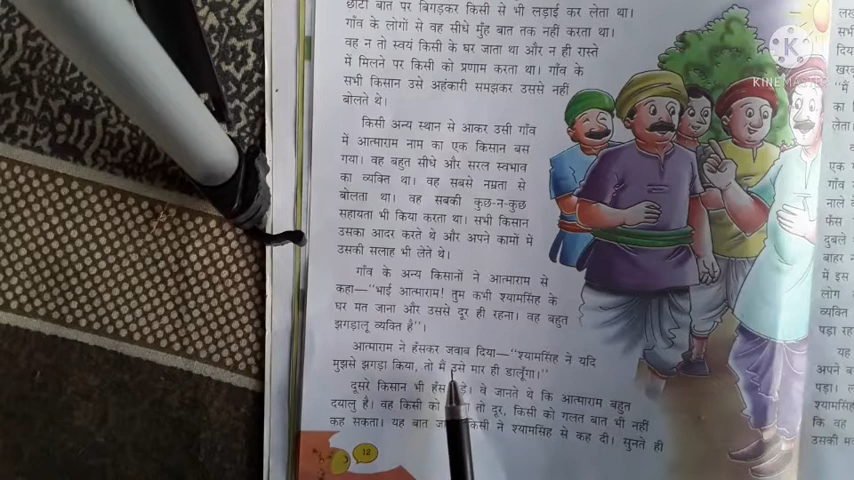 छोटी बात पर बिगड़कर किसी से भी लड़ाई कर लेता था।
गाँव के लोगों से वह सीधे मुँह बात तक नहीं करता था।
वह न तो स्वयं किसी के घर जाता था और न ही रास्ते
में मिलने पर किसी को प्रणाम करता था। गाँव के
सभी किसान उसे अहंकारी समझकर उससे नहीं
बोलते थे।
किसी अन्य स्थान से आकर उसी गाँव
में आत्माराम नाम का एक किसान बस
गया। वह बहुत सीधे और सरल स्वभाव
का व्यक्ति था। वह सबसे नम्रता से
बोलता था। वह सबकी कुछ-न-कुछ
सहायता भी किया करता था। सभी किसान
उसका आदर करते थे और अपने कामों में
उसकी सलाह भी लेते थे।
गाँव के अन्य किसानों ने आत्माराम से
कहा—"भाई आत्माराम! तुम कभी श्यामसिंह के
घर मत जाना और उससे दूर ही रहना। वह बहुत
झगड़ालू व्यक्ति है"।
आत्माराम ने हँसकर जवाब दिया—"श्यामसिंह ने यदि
मुझसे झगड़ा किया, तो मैं उसे मार ही डालूँगा।"
दूसरे किसान भी हँस ड़े। वे जानते थे कि आत्माराम बहुत
दयालु है। वह किसी को तो दूर, किसी को गलत बात भी नहीं
कह सकता। यह बात किसी ने श्यामसिंह से कह दी। सुनते ही
12
KINEMASTER